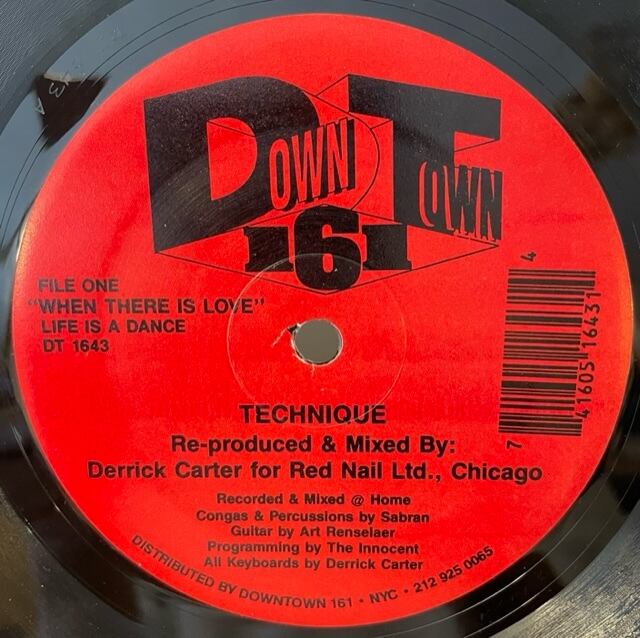 DOWN TOWN
161
FILE ONE
"WHEN THERE IS LOVE"
LIFE IS A DANCE
DT 1643
7 41605 16431 4
TECHNIQUE
Re-produced & Mixed By:
Derrick Carter for Red Nail Ltd., Chicago
Recorded & Mixed @ Home
Congas & Percussions by Sabran
Guitar by Art Renselaer
Programming by The Innocent
All Keyboards by Derrick Carter
DISTRIBUTED BY DOWNTOWN 161 • NYC • 212 925 0065